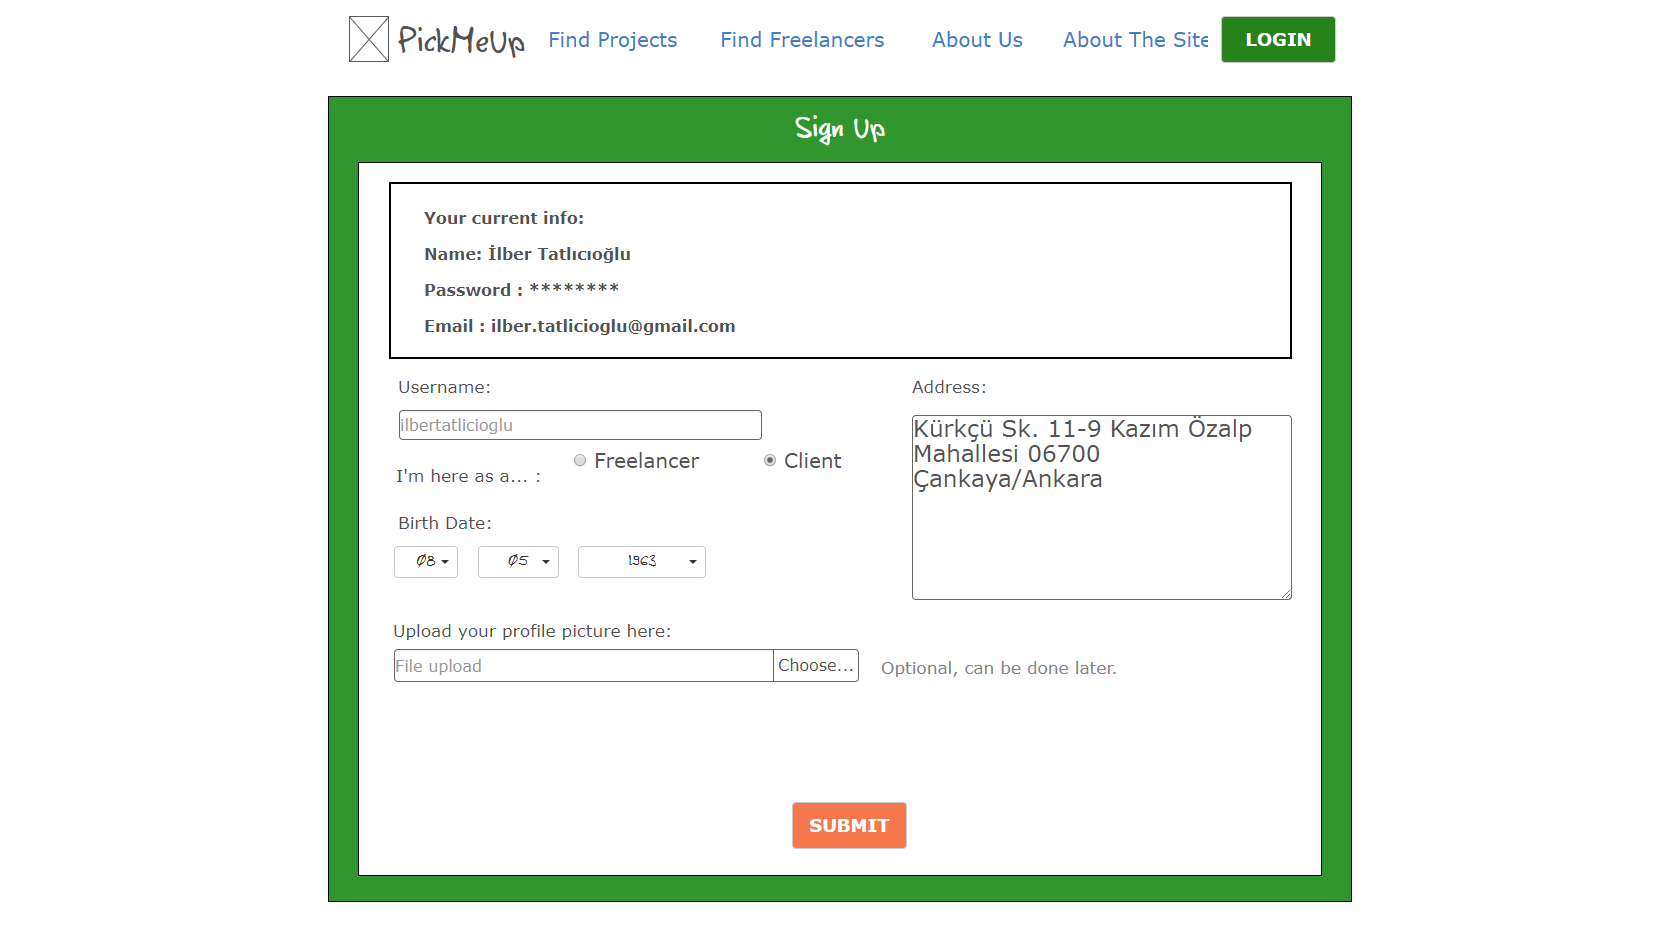 PickMeUp Find Projects Find Freelancers About Us About The Site LOGIN
Sign Up
Your current info:
Name: İlber Tatlıcıoğlu
Password : ********
Email : ilber.tatlicioglu@gmail.com
Username:
ilbertatlicioglu
I'm here as a... :
Freelancer Client
Birth Date:
08 05 1963
Address:
Kürkçü Sk. 11-9 Kazım Özalp
Mahallesi 06700
Çankaya/Ankara
Upload your profile picture here:
File upload Choose... Optional, can be done later.
SUBMIT